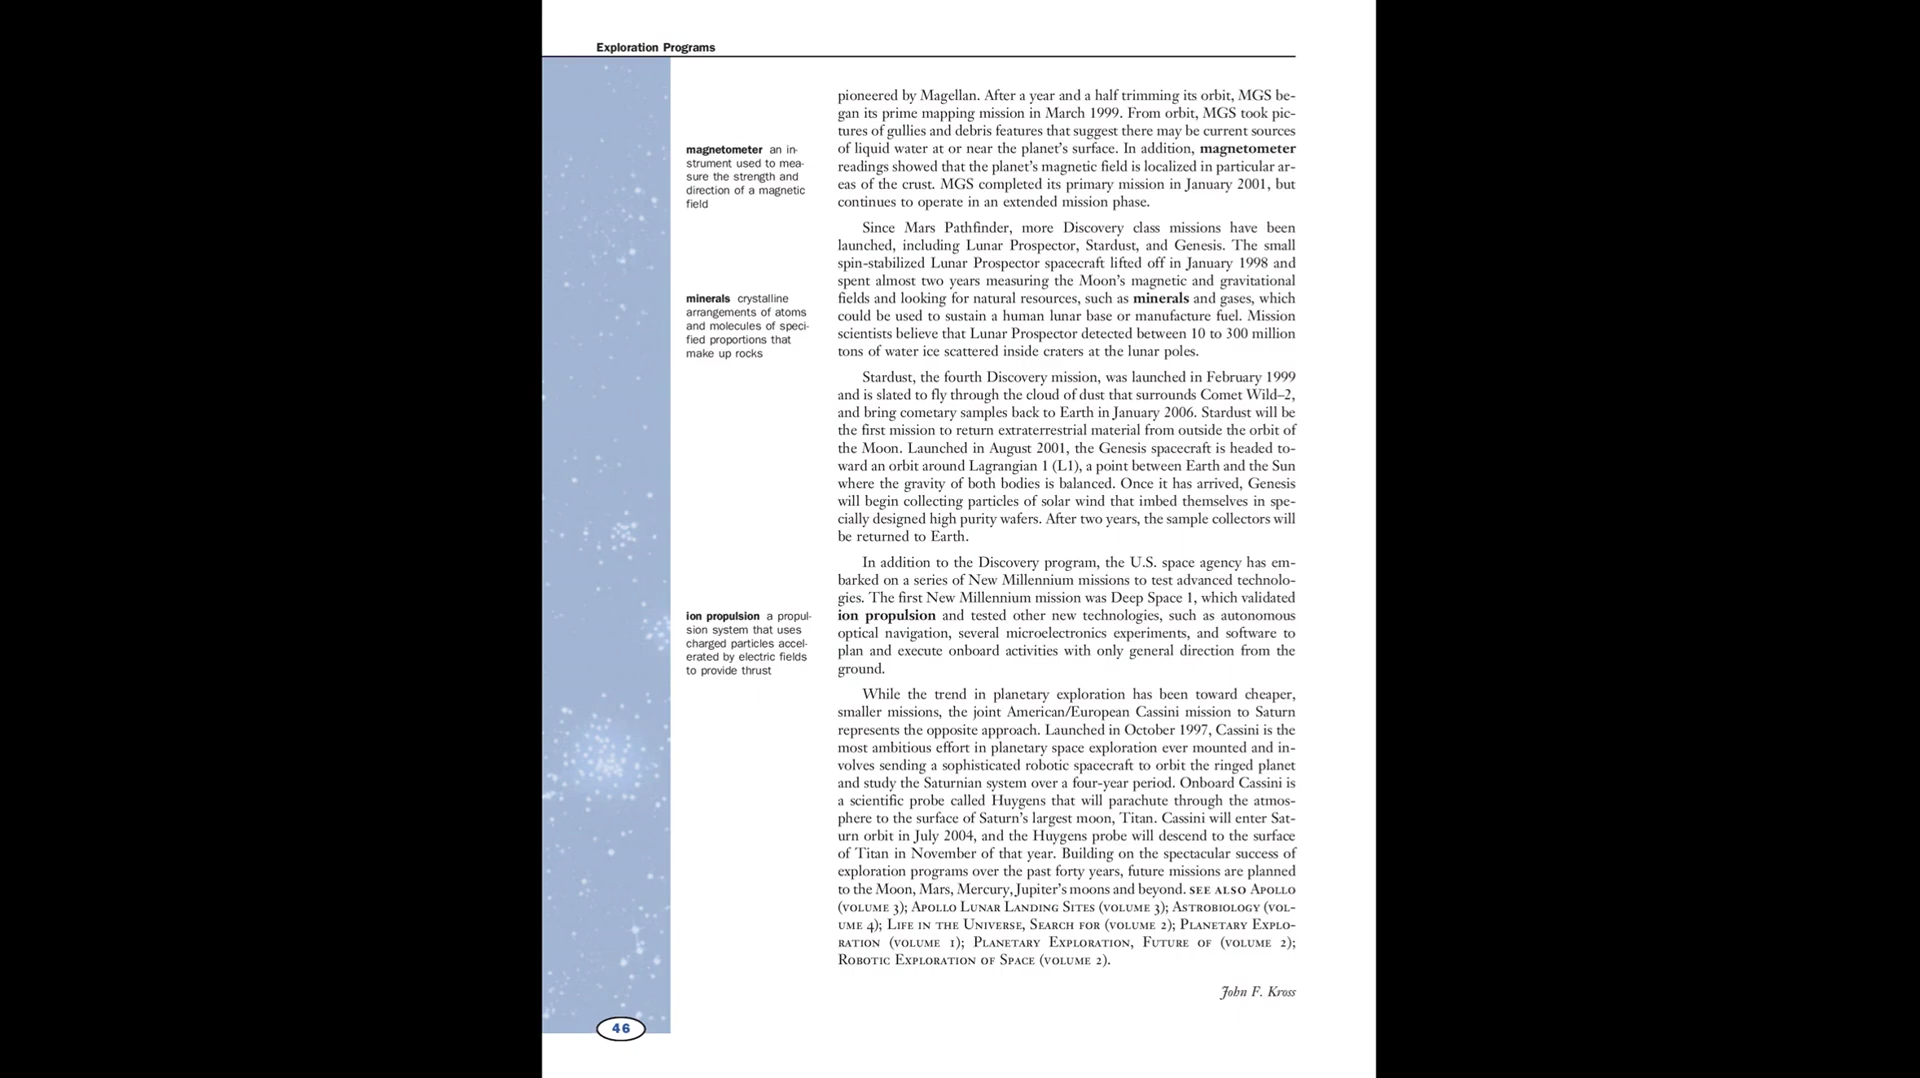 Exploration Programs
pioneered by Magellan. After a year and a half trimming its orbit, MGS be-
gan its prime mapping mission in March 1999. From orbit, MGS took pic-
tures of gullies and debris features that suggest there may be current sources
of liquid water at or near the planet’s surface. In addition, magnetometer
readings showed that the planet’s magnetic field is localized in particular ar-
eas of the crust. MGS completed its primary mission in January 2001, but
continues to operate in an extended mission phase.
magnetometer an in-
strument used to mea-
sure the strength and
direction of a magnetic
field
Since Mars Pathfinder, more Discovery class missions have been
launched, including Lunar Prospector, Stardust, and Genesis. The small
spin-stabilized Lunar Prospector spacecraft lifted off in January 1998 and
spent almost two years measuring the Moon’s magnetic and gravitational
fields and looking for natural resources, such as minerals and gases, which
could be used to sustain a human lunar base or manufacture fuel. Mission
scientists believe that Lunar Prospector detected between 10 to 300 million
tons of water ice scattered inside craters at the lunar poles.
minerals crystalline
arrangements of atoms
and molecules of speci-
fied proportions that
make up rocks
Stardust, the fourth Discovery mission, was launched in February 1999
and is slated to fly through the cloud of dust that surrounds Comet Wild–2,
and bring cometary samples back to Earth in January 2006. Stardust will be
the first mission to return extraterrestrial material from outside the orbit of
the Moon. Launched in August 2001, the Genesis spacecraft is headed to-
ward an orbit around Lagrangian 1 (L1), a point between Earth and the Sun
where the gravity of both bodies is balanced. Once it has arrived, Genesis
will begin collecting particles of solar wind that imbed themselves in spe-
cially designed high purity wafers. After two years, the sample collectors will
be returned to Earth.
In addition to the Discovery program, the U.S. space agency has em-
barked on a series of New Millennium missions to test advanced technolo-
gies. The first New Millennium mission was Deep Space 1, which validated
ion propulsion and tested other new technologies, such as autonomous
optical navigation, several microelectronics experiments, and software to
plan and execute onboard activities with only general direction from the
ground.
ion propulsion a propul-
sion system that uses
charged particles accel-
erated by electric fields
to provide thrust
While the trend in planetary exploration has been toward cheaper,
smaller missions, the joint American/European Cassini mission to Saturn
represents the opposite approach. Launched in October 1997, Cassini is the
most ambitious effort in planetary space exploration ever mounted and in-
volves sending a sophisticated robotic spacecraft to orbit the ringed planet
and study the Saturnian system over a four-year period. Onboard Cassini is
a scientific probe called Huygens that will parachute through the atmos-
phere to the surface of Saturn’s largest moon, Titan. Cassini will enter Sat-
urn orbit in July 2004, and the Huygens probe will descend to the surface
of Titan in November of that year. Building on the spectacular success of
exploration programs over the past forty years, future missions are planned
to the Moon, Mars, Mercury, Jupiter’s moons and beyond. SEE ALSO Apollo
(volume 3); Apollo Lunar Landing Sites (volume 3); Astrobiology (vol-
ume 4); Life in the Universe, Search for (volume 2); Planetary Explo-
ration (volume 1); Planetary Exploration, Future of (volume 2);
Robotic Exploration of Space (volume 2).
John F. Kross
46